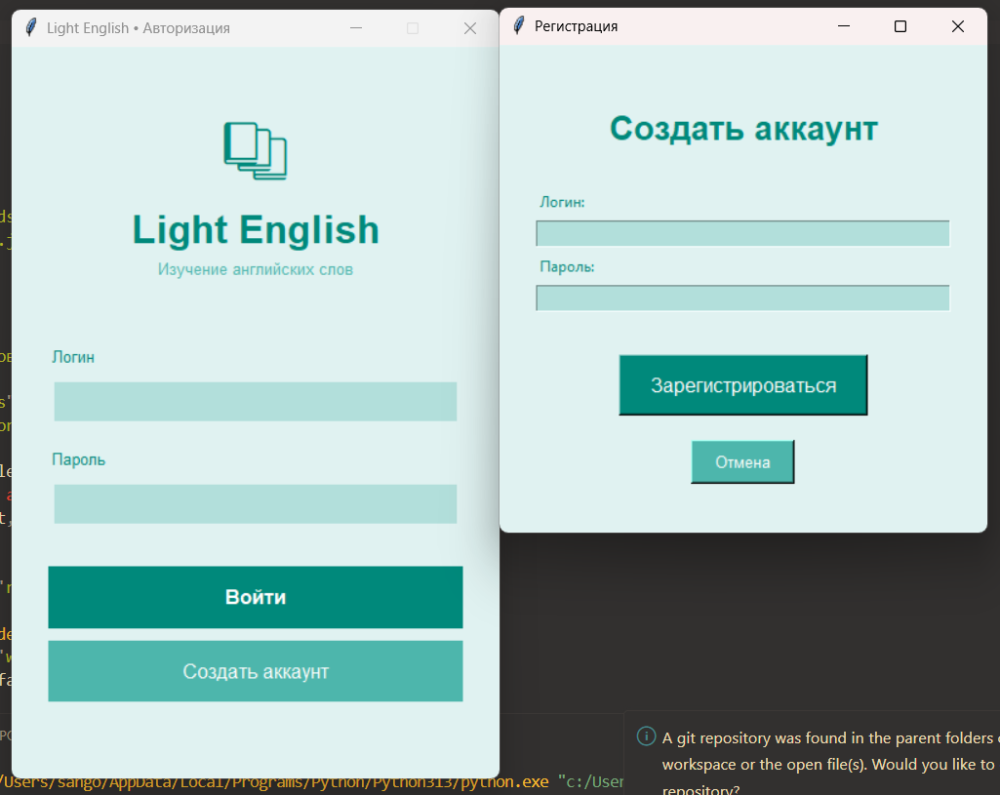 Light English • Авторизация
Light English
Изучение английских слов
Логин
Пароль
Войти
Создать аккаунт
Регистрация
Создать аккаунт
Логин:
Пароль:
Зарегистрироваться
Отмена
A git repository was found in the parent folders
workspace or the open file(s). Would you like to
repository?
/Users/sango/AppData/Local/Programs/Python/Python313/python.exe "c:/User